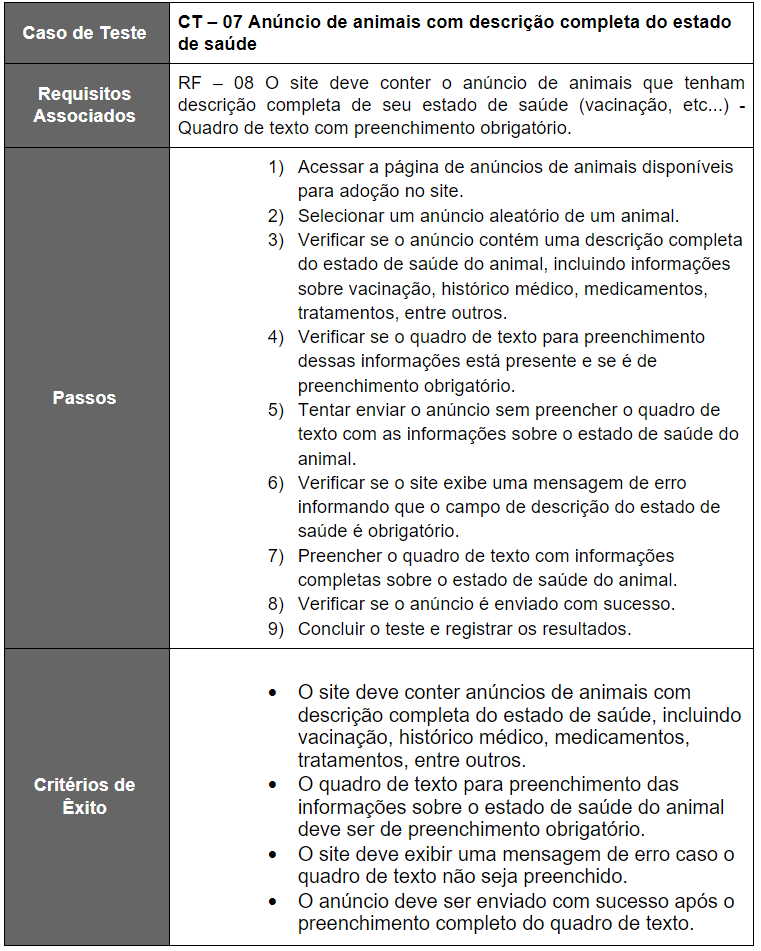 Caso de Teste
CT – 07 Anúncio de animais com descrição completa do estado
de saúde
Requisitos
Associados
RF – 08 O site deve conter o anúncio de animais que tenham
descrição completa de seu estado de saúde (vacinação, etc...) -
Quadro de texto com preenchimento obrigatório.
Passos
1) Acessar a página de anúncios de animais disponíveis
para adoção no site.
2) Selecionar um anúncio aleatório de um animal.
3) Verificar se o anúncio contém uma descrição completa
do estado de saúde do animal, incluindo informações
sobre vacinação, histórico médico, medicamentos,
tratamentos, entre outros.
4) Verificar se o quadro de texto para preenchimento
dessas informações está presente e se é de
preenchimento obrigatório.
5) Tentar enviar o anúncio sem preencher o quadro de
texto com as informações sobre o estado de saúde do
animal.
6) Verificar se o site exibe uma mensagem de erro
informando que o campo de descrição do estado de
saúde é obrigatório.
7) Preencher o quadro de texto com informações
completas sobre o estado de saúde do animal.
8) Verificar se o anúncio é enviado com sucesso.
9) Concluir o teste e registrar os resultados.
Critérios de
Êxito
• O site deve conter anúncios de animais com
descrição completa do estado de saúde, incluindo
vacinação, histórico médico, medicamentos,
tratamentos, entre outros.
• O quadro de texto para preenchimento das
informações sobre o estado de saúde do animal
deve ser de preenchimento obrigatório.
• O site deve exibir uma mensagem de erro caso o
quadro de texto não seja preenchido.
• O anúncio deve ser enviado com sucesso após o
preenchimento completo do quadro de texto.